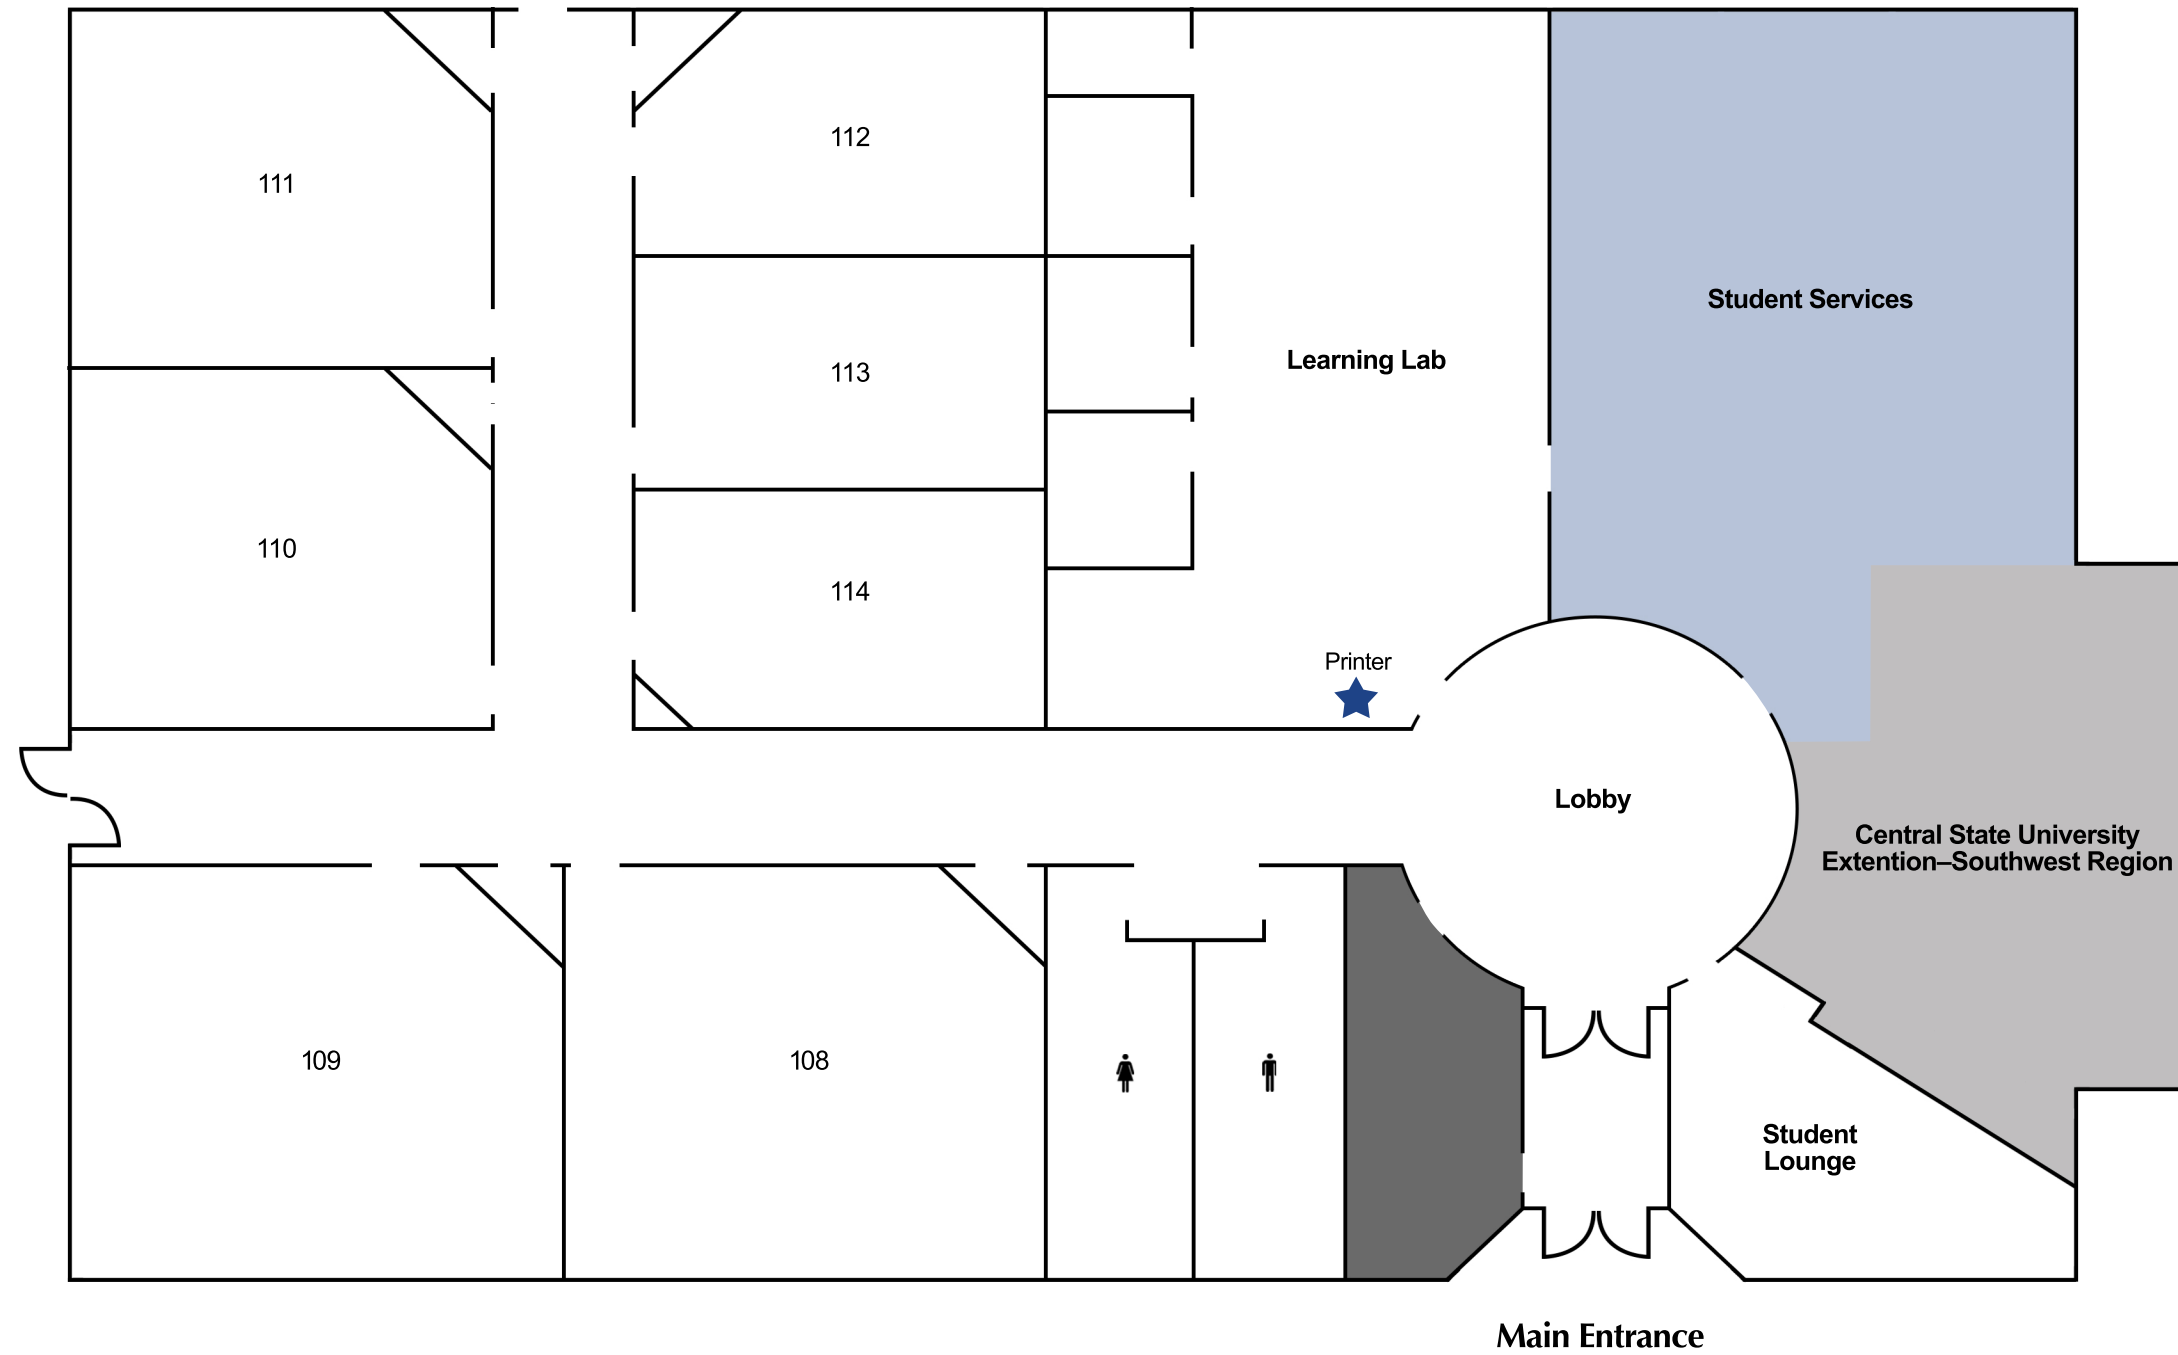 112
111
Student Services
Learning Lab
113
110
114
Printer
Lobby
Central State University
Extention–Southwest Region
109
108
Student
Lounge
Main Entrance